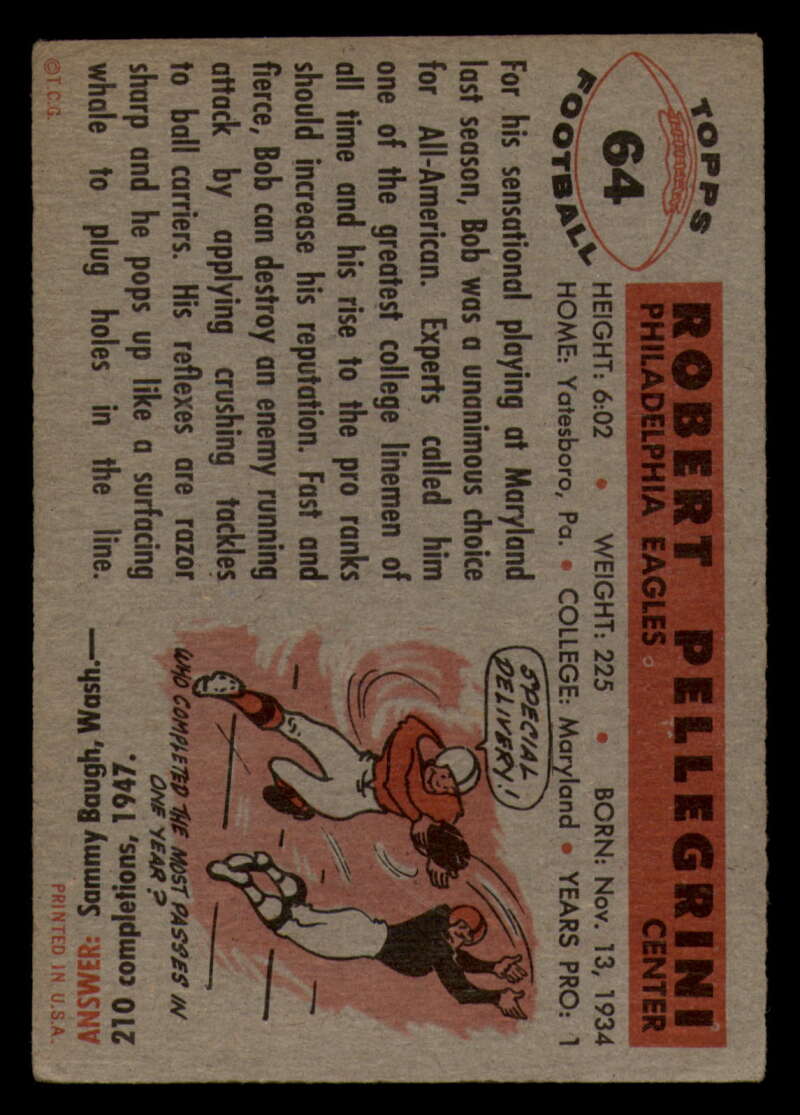 TOPPS
64
FOOTBALL
ROBERT PELLEGRINI
PHILADELPHIA EAGLES CENTER
HEIGHT: 6:02 • WEIGHT: 225 • BORN: Nov. 13, 1934
HOME: Yatesboro, Pa. • COLLEGE: Maryland • YEARS PRO: 1
For his sensational playing at Maryland
last season, Bob was a unanimous choice
for All-American. Experts called him
one of the greatest college linemen of
all time and his rise to the pro ranks
should increase his reputation. Fast and
fierce, Bob can destroy an enemy running
attack by applying crushing tackles
to ball carriers. His reflexes are razor
sharp and he pops up like a surfacing
whale to plug holes in the line.
SPECIAL
DELIVERY!
WHO COMPLETED THE MOST PASSES IN
ONE YEAR?
ANSWER: Sammy Baugh, Wash.—
210 completions, 1947.
©T.C.G.
PRINTED IN U.S.A.